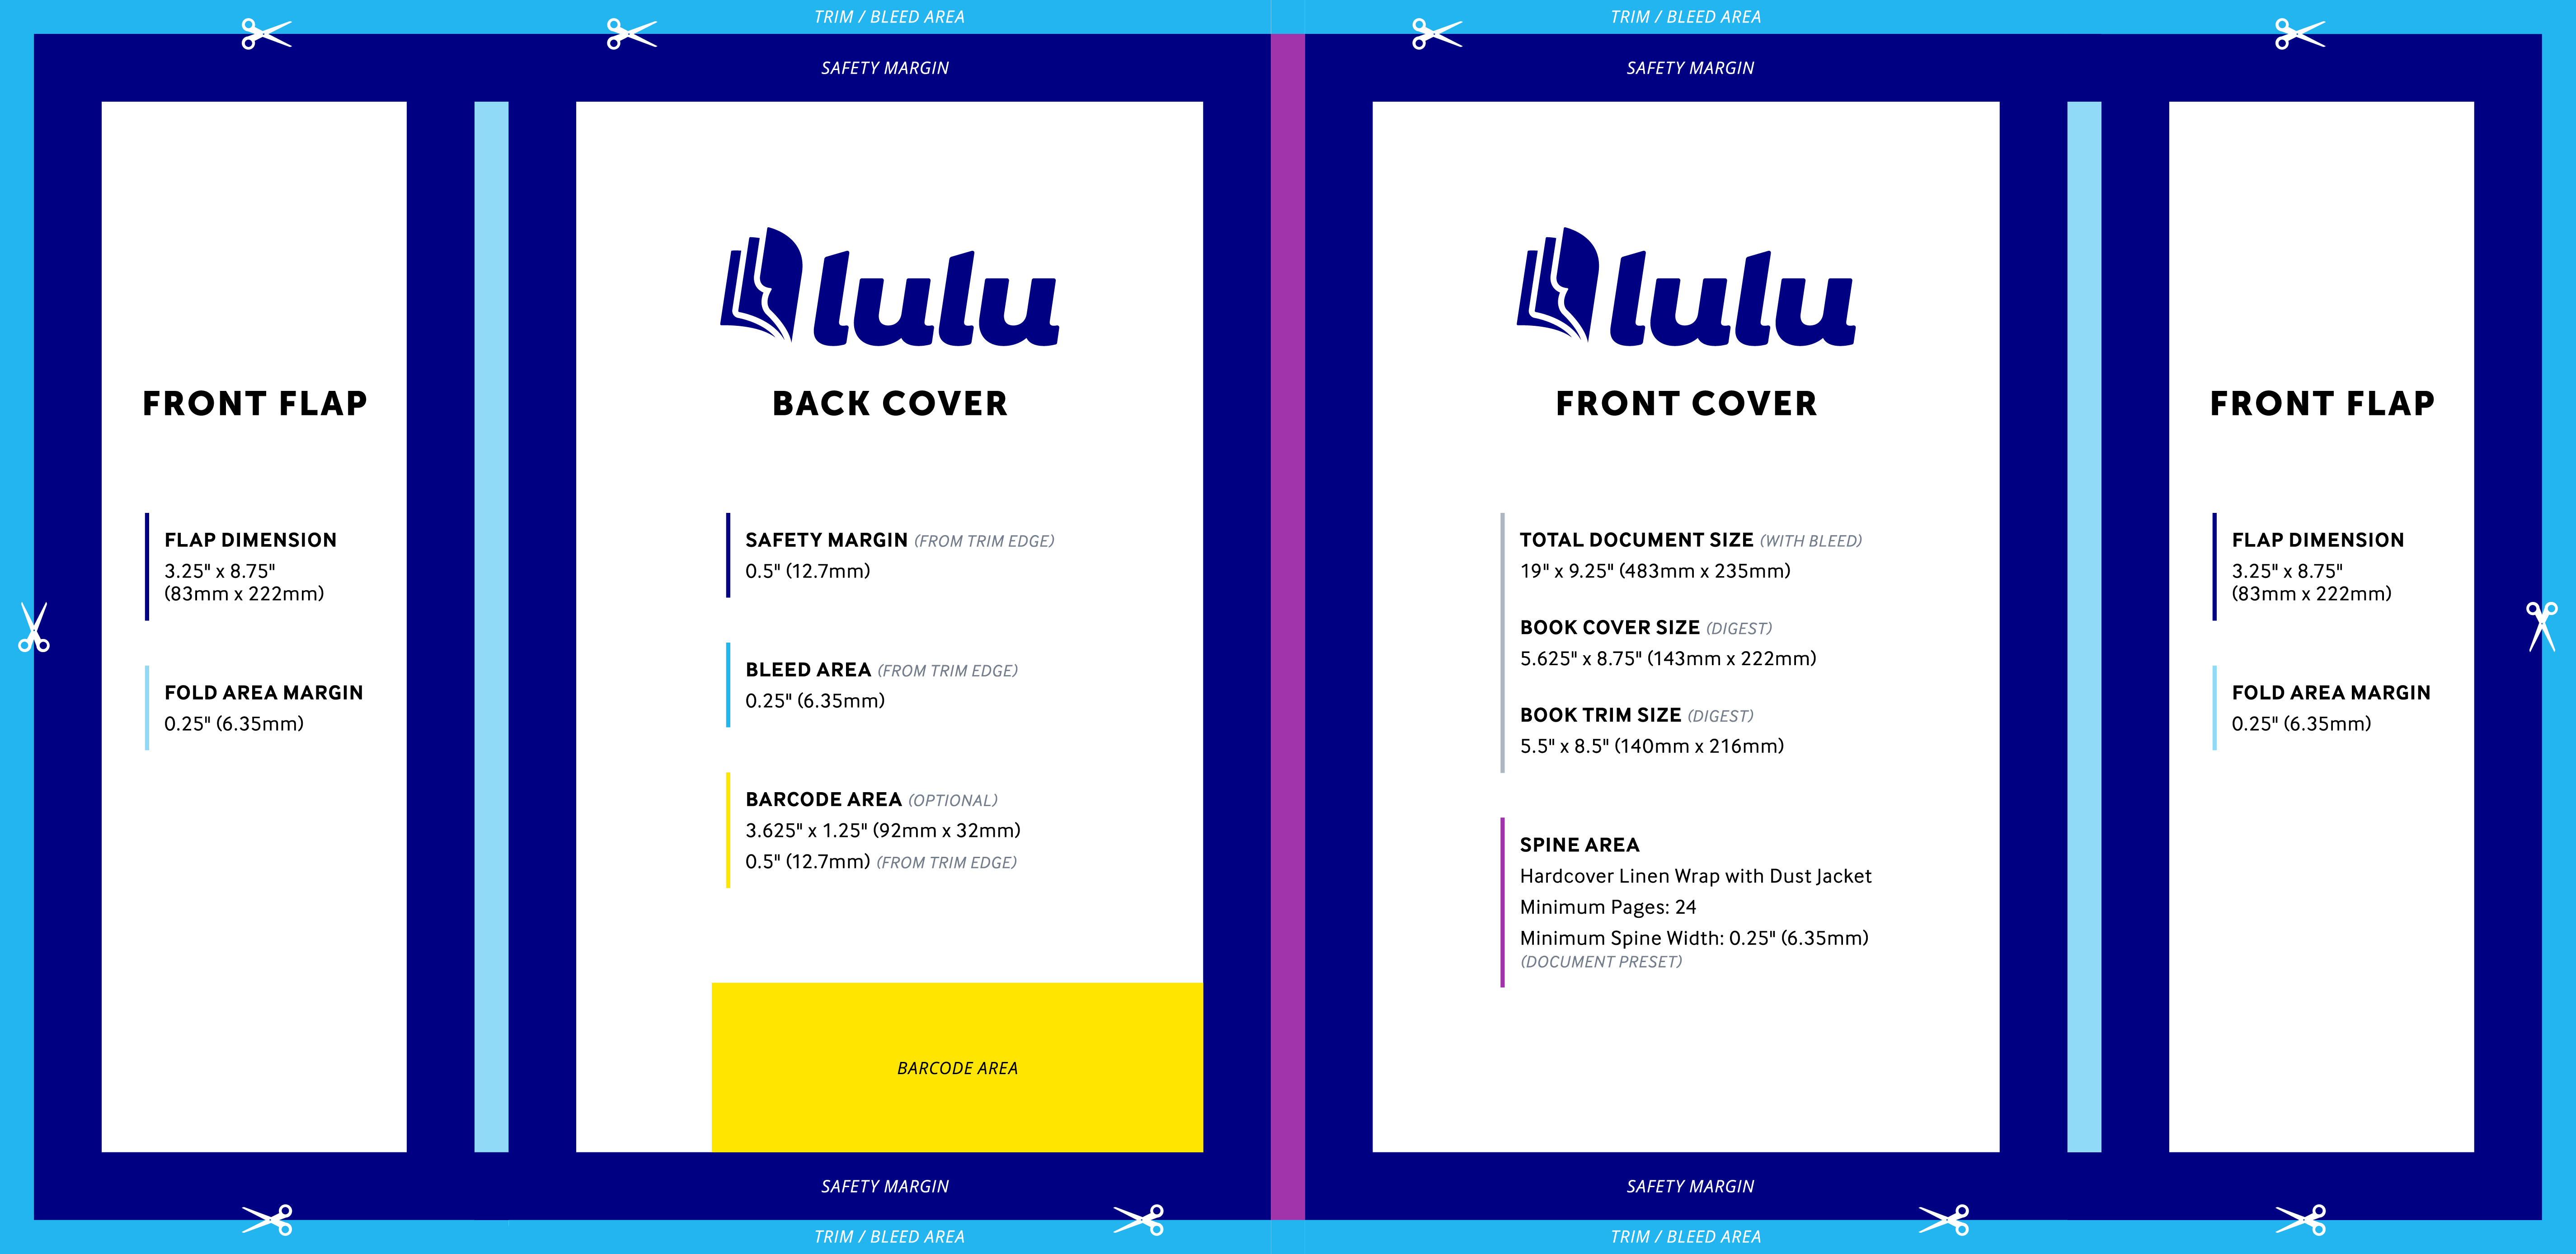 TRIM / BLEED AREA
TRIM / BLEED AREA
SAFETY MARGIN
SAFETY MARGIN
FRONT FLAP
FLAP DIMENSION
3.25" x 8.75"
(83mm x 222mm)
FOLD AREA MARGIN
0.25" (6.35mm)
lulu
BACK COVER
SAFETY MARGIN (FROM TRIM EDGE)
0.5" (12.7mm)
BLEED AREA (FROM TRIM EDGE)
0.25" (6.35mm)
BARCODE AREA (OPTIONAL)
3.625" x 1.25" (92mm x 32mm)
0.5" (12.7mm) (FROM TRIM EDGE)
BARCODE AREA
lulu
FRONT COVER
TOTAL DOCUMENT SIZE (WITH BLEED)
19" x 9.25" (483mm x 235mm)
BOOK COVER SIZE (DIGEST)
5.625" x 8.75" (143mm x 222mm)
BOOK TRIM SIZE (DIGEST)
5.5" x 8.5" (140mm x 216mm)
SPINE AREA
Hardcover Linen Wrap with Dust Jacket
Minimum Pages: 24
Minimum Spine Width: 0.25" (6.35mm)
(DOCUMENT PRESET)
FRONT FLAP
FLAP DIMENSION
3.25" x 8.75"
(83mm x 222mm)
FOLD AREA MARGIN
0.25" (6.35mm)
SAFETY MARGIN
SAFETY MARGIN
TRIM / BLEED AREA
TRIM / BLEED AREA